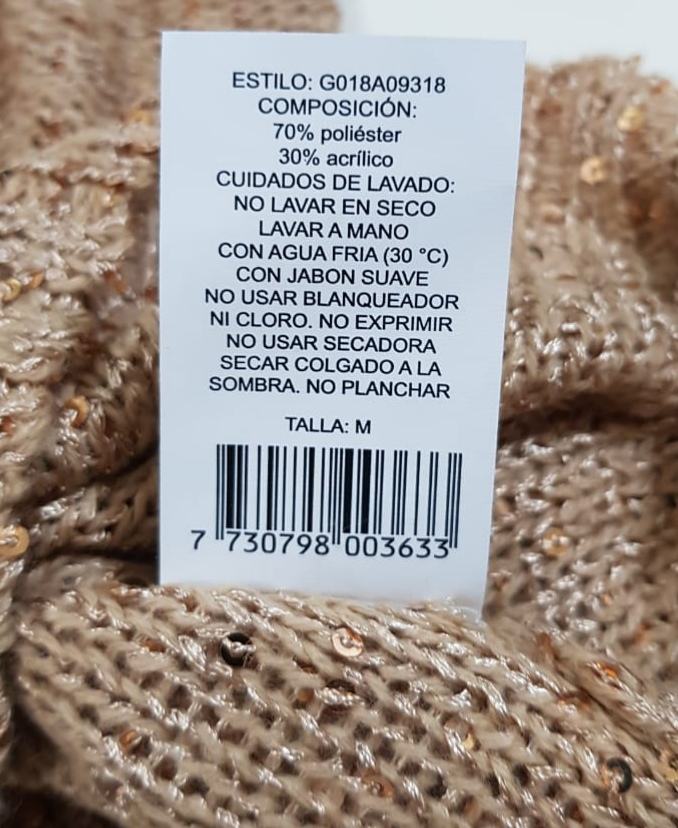 ESTILO: G018A09318
COMPOSICIÓN:
70% poliéster
30% acrílico
CUIDADOS DE LAVADO:
NO LAVAR EN SECO
LAVAR A MANO
CON AGUA FRIA (30 °C)
CON JABON SUAVE
NO USAR BLANQUEADOR
NI CLORO. NO EXPRIMIR
NO USAR SECADORA
SECAR COLGADO A LA
SOMBRA. NO PLANCHAR
TALLA: M
7 730798 003633